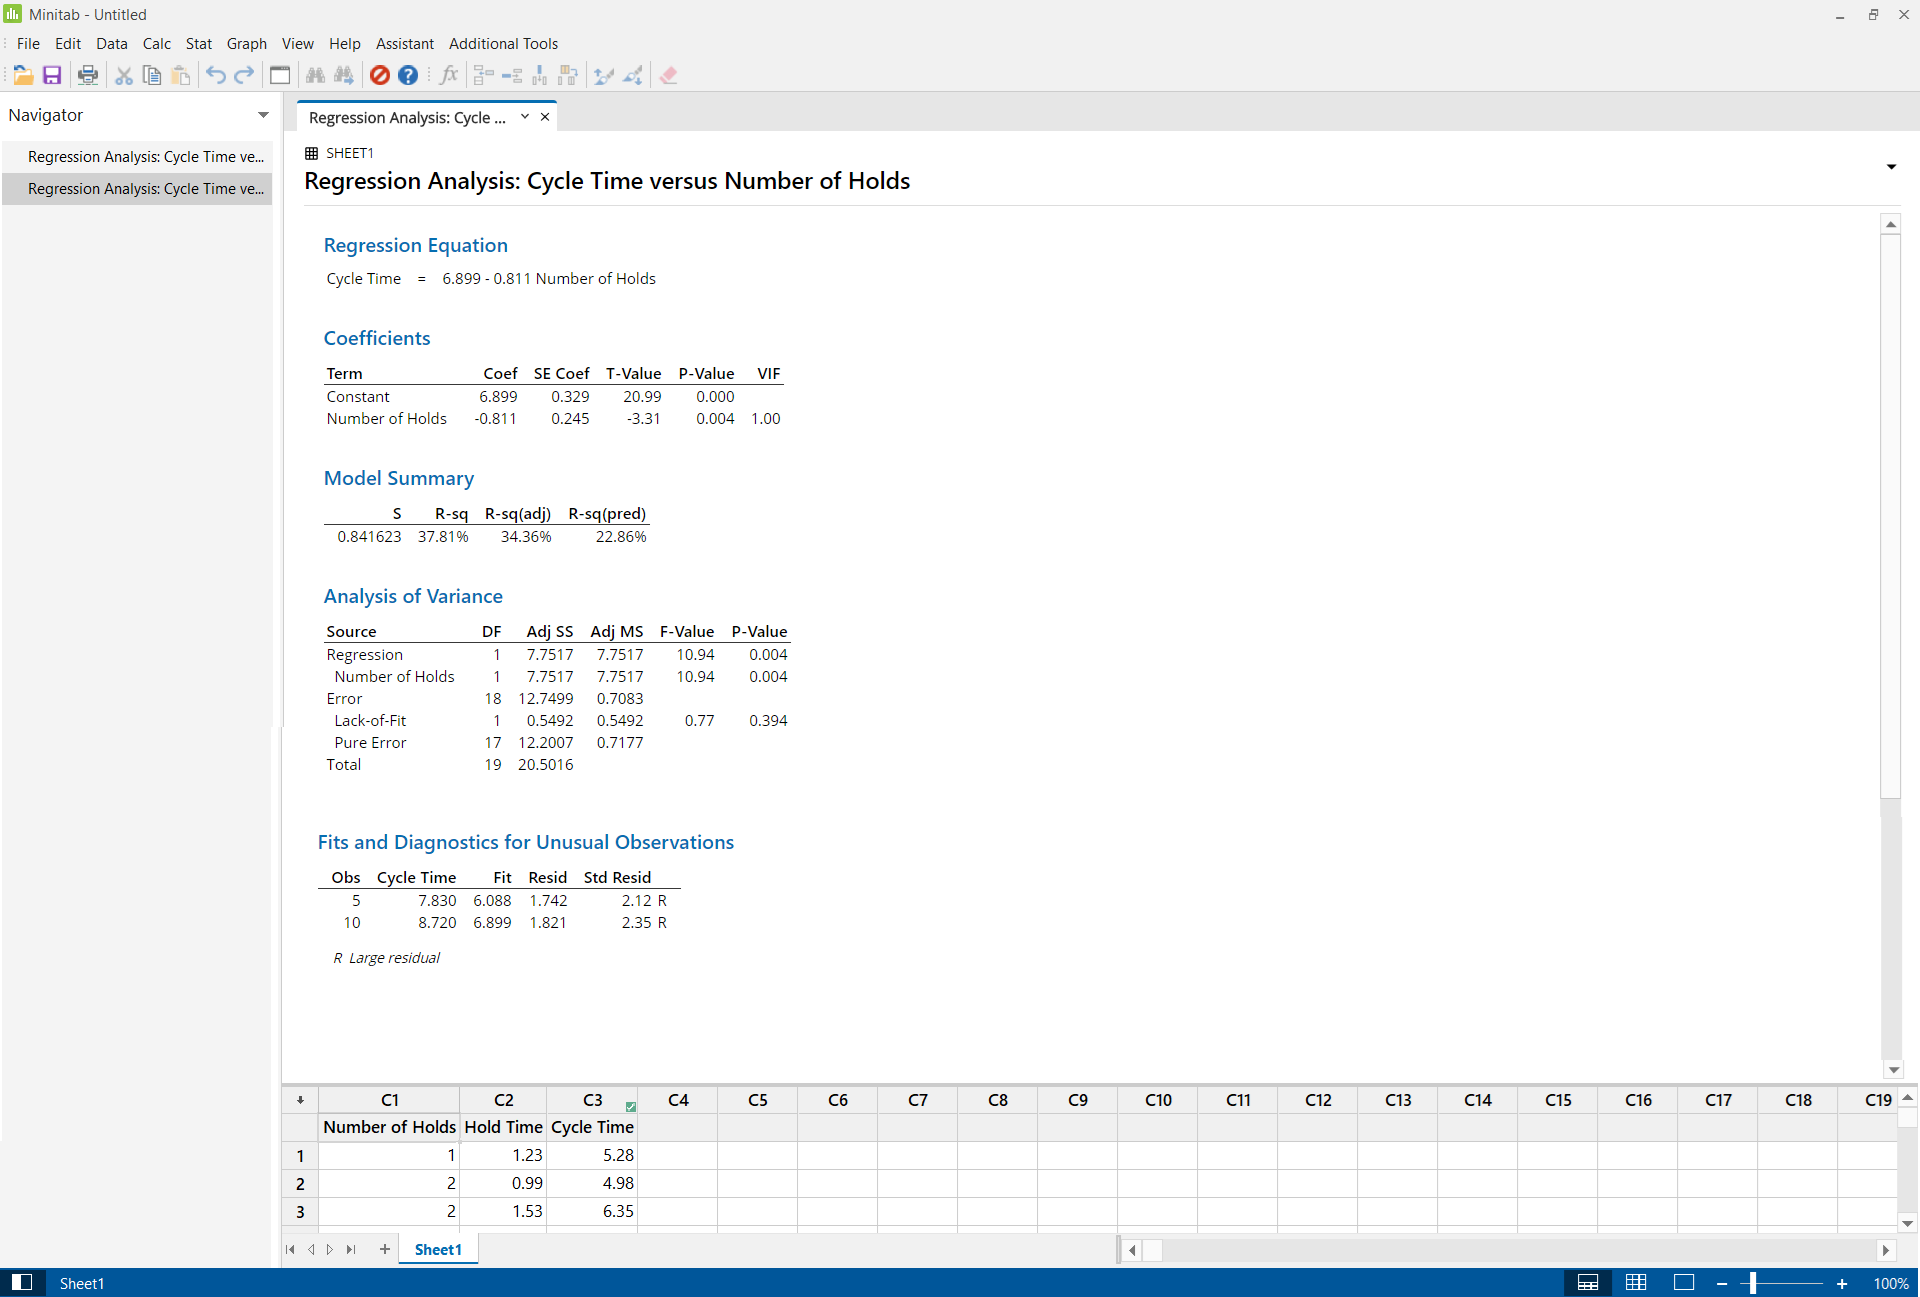 Minitab - Untitled
File Edit Data Calc Stat Graph View Help Assistant Additional Tools
Navigator
Regression Analysis: Cycle Time ve...
Regression Analysis: Cycle Time ve...
Regression Analysis: Cycle ...
SHEET1
Regression Analysis: Cycle Time versus Number of Holds
Regression Equation
Cycle Time = 6.899 - 0.811 Number of Holds
Coefficients
Term Coef SE Coef T-Value P-Value VIF
Constant 6.899 0.329 20.99 0.000
Number of Holds -0.811 0.245 -3.31 0.004 1.00
Model Summary
S R-sq R-sq(adj) R-sq(pred)
0.841623 37.81% 34.36% 22.86%
Analysis of Variance
Source DF Adj SS Adj MS F-Value P-Value
Regression 1 7.7517 7.7517 10.94 0.004
Number of Holds 1 7.7517 7.7517 10.94 0.004
Error 18 12.7499 0.7083
Lack-of-Fit 1 0.5492 0.5492 0.77 0.394
Pure Error 17 12.2007 0.7177
Total 19 20.5016
Fits and Diagnostics for Unusual Observations
Obs Cycle Time Fit Resid Std Resid
5 7.830 6.088 1.742 2.12 R
10 8.720 6.899 1.821 2.35 R
R Large residual
C1 C2 C3 C4 C5 C6 C7 C8 C9 C10 C11 C12 C13 C14 C15 C16 C17 C18 C19
Number of Holds Hold Time Cycle Time
1 1 1.23 5.28
2 2 0.99 4.98
3 2 1.53 6.35
+ Sheet1
Sheet1 100%